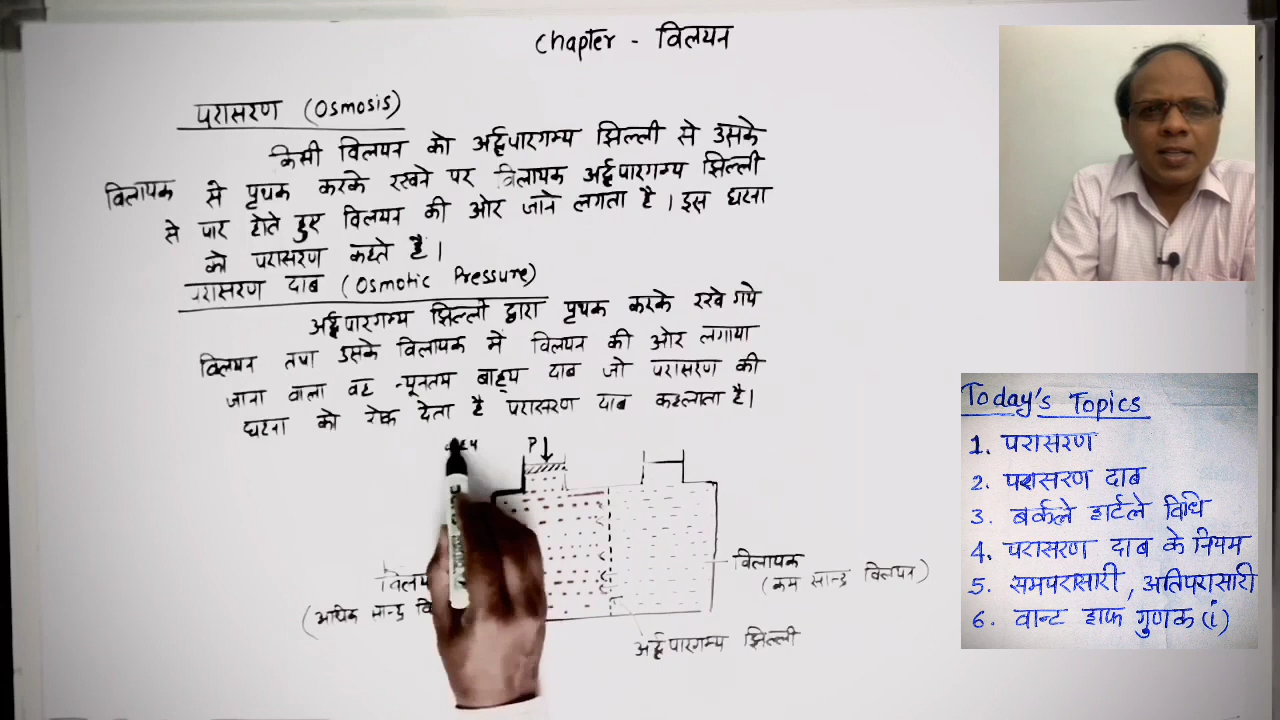 Chapter - विलयन
परासरण (Osmosis)
किसी विलयन को अर्द्धपारगम्य झिल्ली से उसके
विलायक से पृथक करके रखने पर विलायक अर्द्धपारगम्य झिल्ली
से पार होते हुए विलयन की ओर जाने लगता है। इस घटना
को परासरण कहते है।
परासरण दाब (Osmotic Pressure)
अर्द्धपारगम्य झिल्ली द्वारा पृथक करके रखे गये
विलयन तथा उसके विलायक में विलयन की ओर लगाया
जाना वाला वह न्यूनतम बाह्य दाब जो परासरण की
घटना को रोक देता है परासरण दाब कहलाता है।
P
विलायक
(कम सान्द्र विलयन)
(अधिक सान्द्र
अर्द्धपारगम्य झिल्ली
Today's Topics
1. परासरण
2. परासरण दाब
3. बर्कले हार्टले विधि
4. परासरण दाब के नियम
5. समपरासारी, अतिपरासारी
6. वान्ट हाफ गुणक (i)